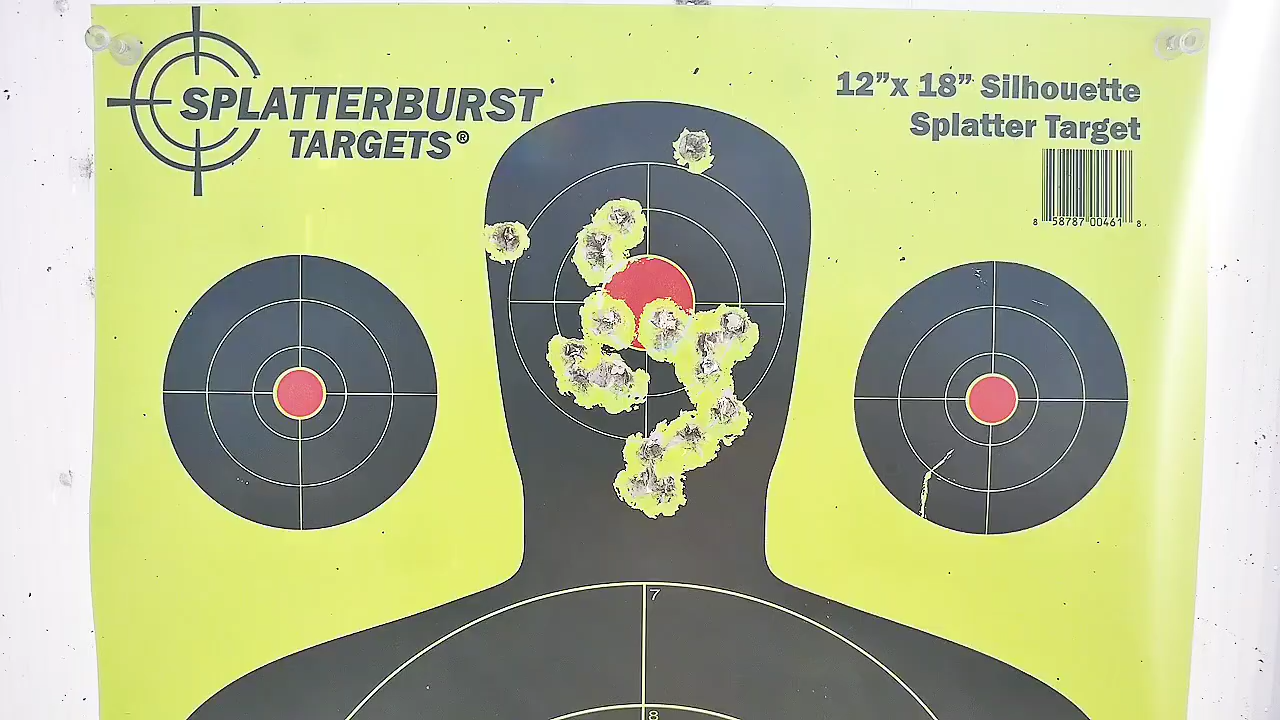 SPLATTERBURST
TARGETS®
12”x 18” Silhouette
Splatter Target
8 58787 00461 8
7
8